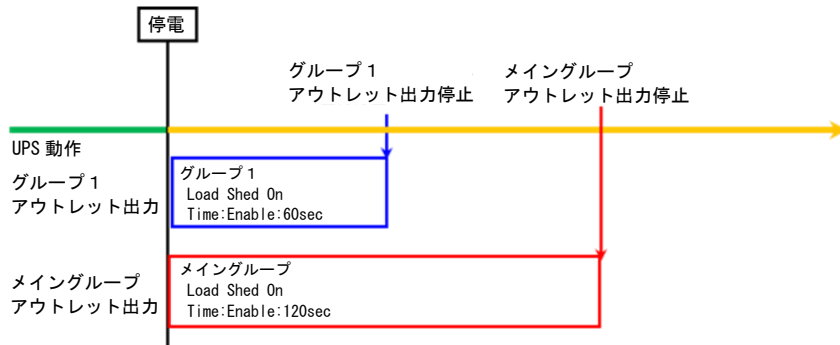 停電
グループ１
アウトレット出力停止
メイングループ
アウトレット出力停止
UPS 動作
グループ１
アウトレット出力
グループ１
Load Shed On
Time:Enable:60sec
メイングループ
アウトレット出力
メイングループ
Load Shed On
Time:Enable:120sec